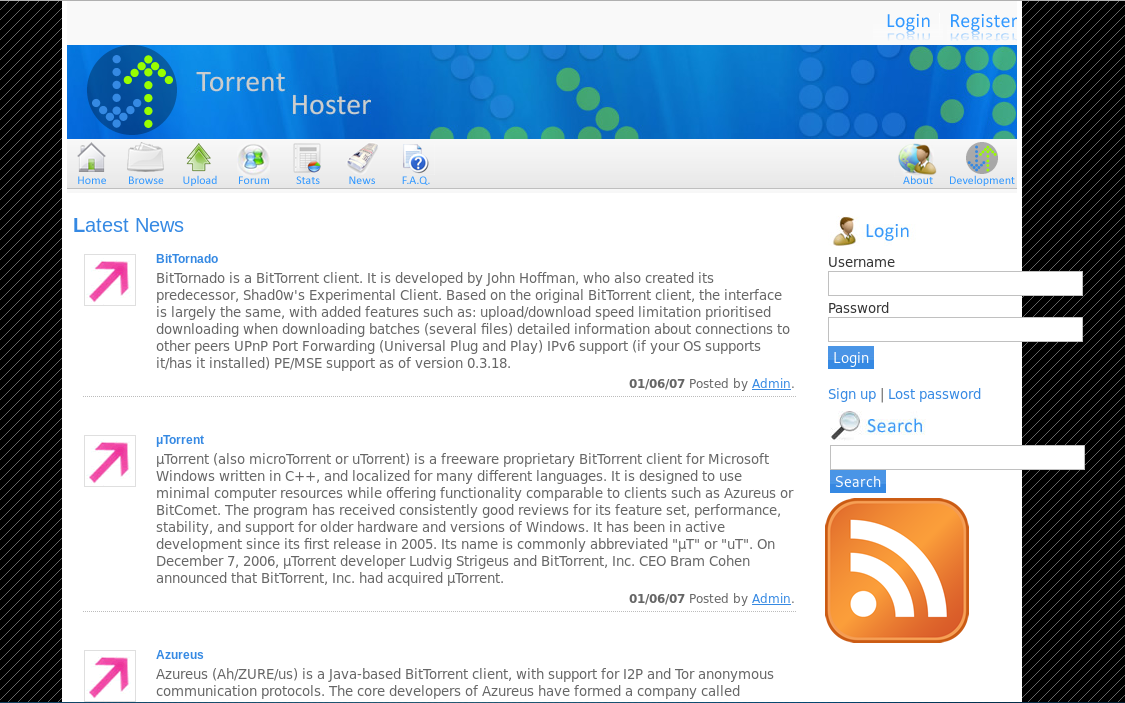 Login Register
Torrent
Hoster
Home Browse Upload Forum Stats News F.A.Q. About Development
Latest News
BitTornado
BitTornado is a BitTorrent client. It is developed by John Hoffman, who also created its
predecessor, Shad0w's Experimental Client. Based on the original BitTorrent client, the interface
is largely the same, with added features such as: upload/download speed limitation prioritised
downloading when downloading batches (several files) detailed information about connections to
other peers UPnP Port Forwarding (Universal Plug and Play) IPv6 support (if your OS supports
it/has it installed) PE/MSE support as of version 0.3.18.
01/06/07 Posted by Admin.
µTorrent
µTorrent (also microTorrent or uTorrent) is a freeware proprietary BitTorrent client for Microsoft
Windows written in C++, and localized for many different languages. It is designed to use
minimal computer resources while offering functionality comparable to clients such as Azureus or
BitComet. The program has received consistently good reviews for its feature set, performance,
stability, and support for older hardware and versions of Windows. It has been in active
development since its first release in 2005. Its name is commonly abbreviated "µT" or "uT". On
December 7, 2006, µTorrent developer Ludvig Strigeus and BitTorrent, Inc. CEO Bram Cohen
announced that BitTorrent, Inc. had acquired µTorrent.
01/06/07 Posted by Admin.
Azureus
Azureus (Ah/ZURE/us) is a Java-based BitTorrent client, with support for I2P and Tor anonymous
communication protocols. The core developers of Azureus have formed a company called
Login
Username
Password
Login
Sign up | Lost password
Search
Search